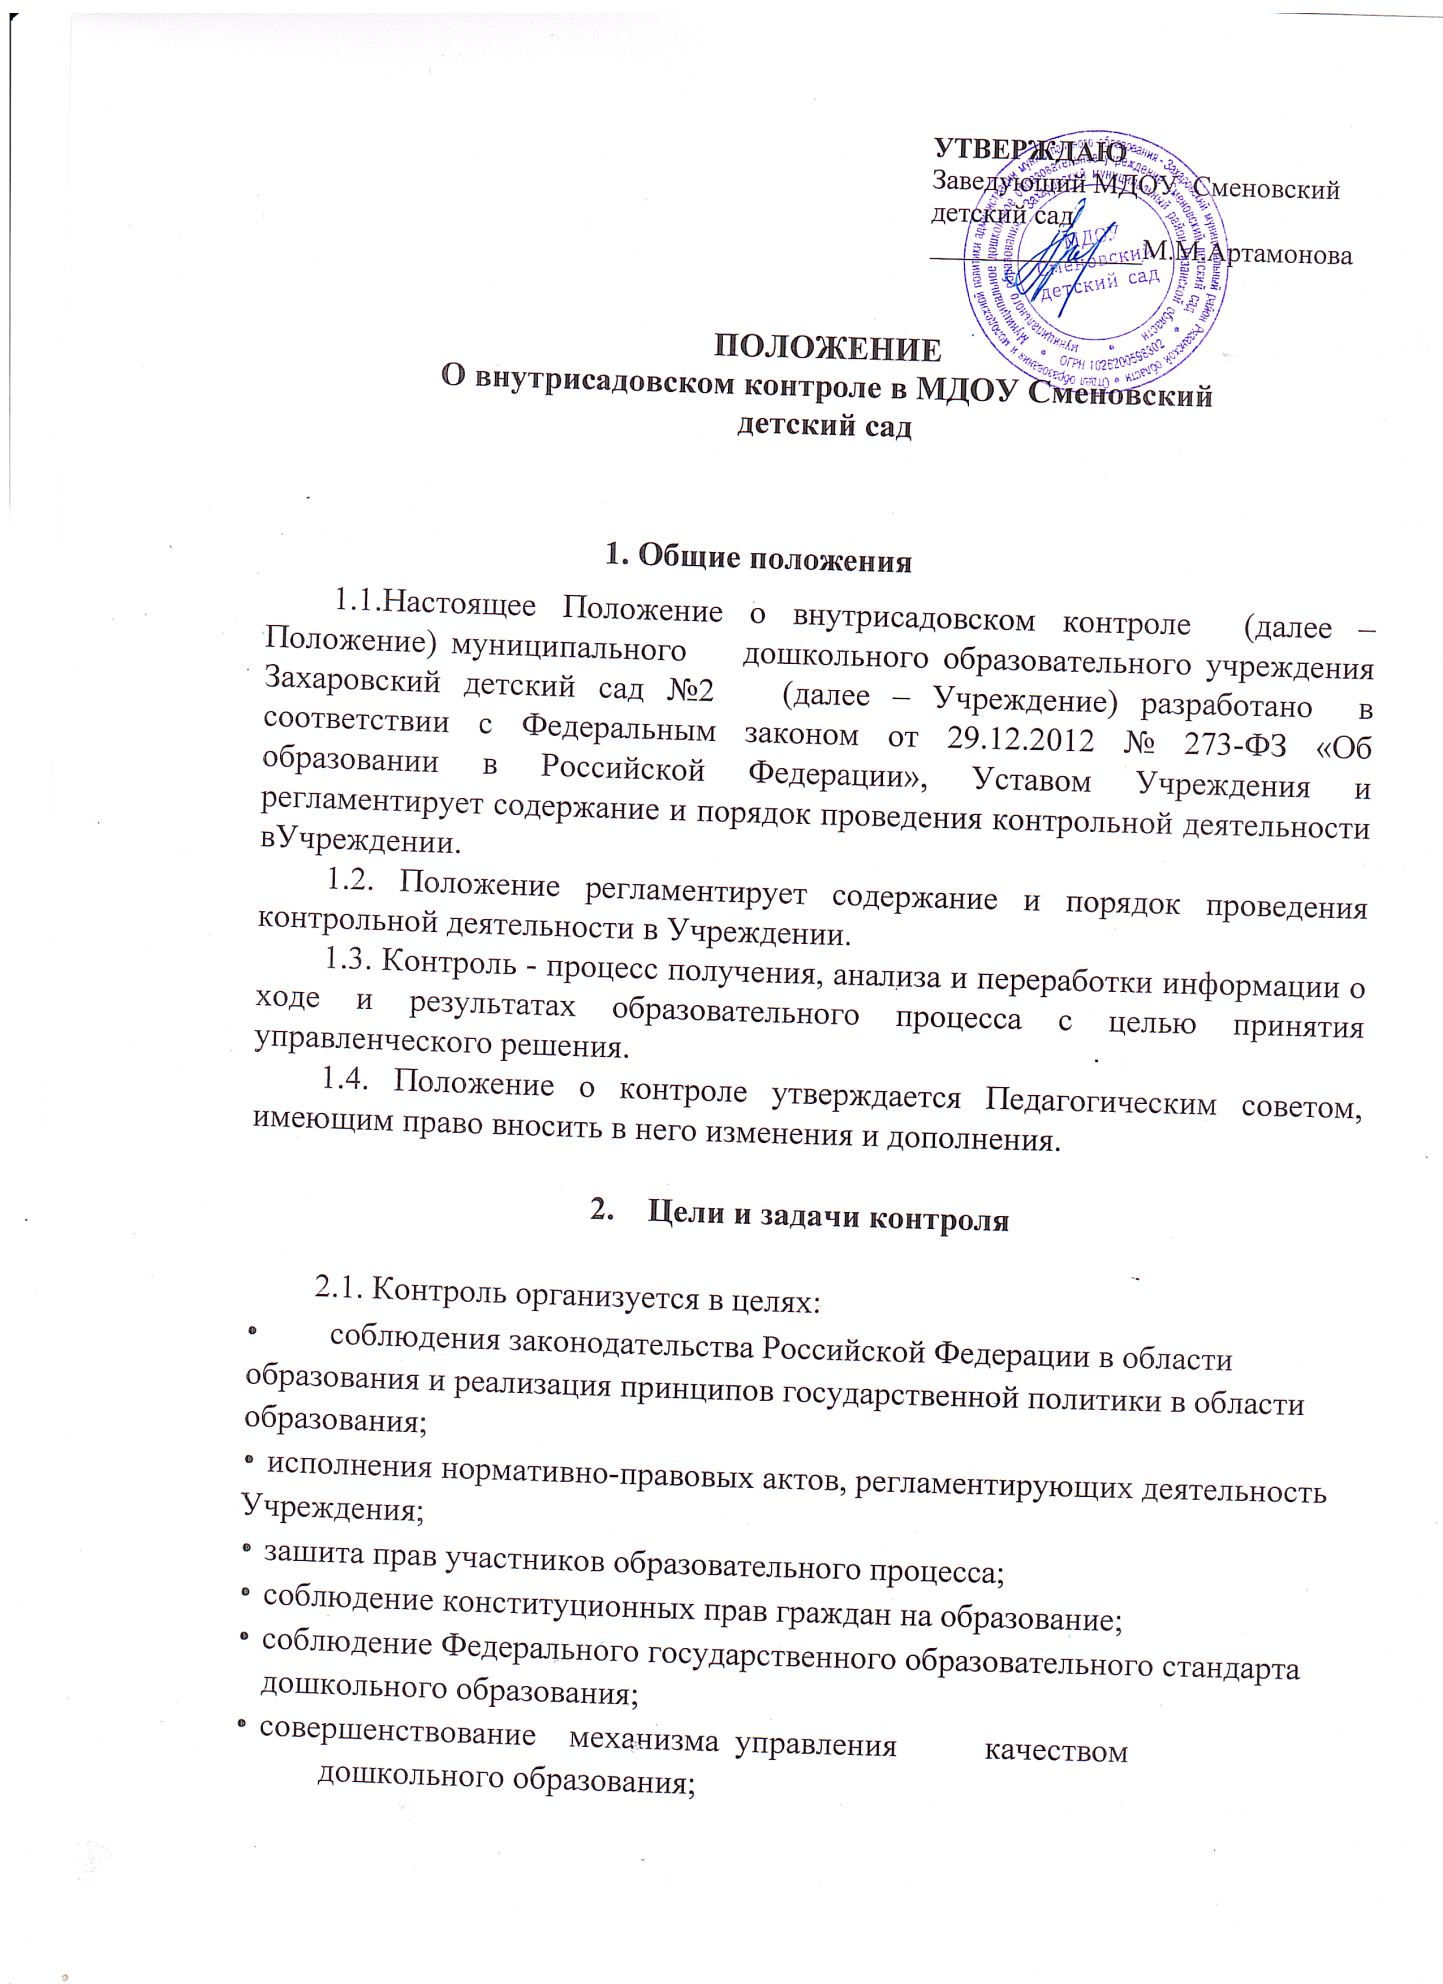 УТВЕРЖДАЮ
Заведующий МДОУ Сменовский
детский сад
М.М.Артамонова
МДОУ
Сменовский
детский сад
ОГРН 1026200598302
ПОЛОЖЕНИЕ
О внутрисадовском контроле в МДОУ Сменовский
детский сад
1. Общие положения
1.1.Настоящее Положение о внутрисадовском контроле (далее –
Положение) муниципального дошкольного образовательного учреждения
Захаровский детский сад №2 (далее – Учреждение) разработано в
соответствии с Федеральным законом от 29.12.2012 № 273-ФЗ «Об
образовании в Российской Федерации», Уставом Учреждения и
регламентирует содержание и порядок проведения контрольной деятельности
вУчреждении.
1.2. Положение регламентирует содержание и порядок проведения
контрольной деятельности в Учреждении.
1.3. Контроль - процесс получения, анализа и переработки информации о
ходе и результатах образовательного процесса с целью принятия
управленческого решения.
1.4. Положение о контроле утверждается Педагогическим советом,
имеющим право вносить в него изменения и дополнения.
2. Цели и задачи контроля
2.1. Контроль организуется в целях:
• соблюдения законодательства Российской Федерации в области
образования и реализация принципов государственной политики в области
образования;
• исполнения нормативно-правовых актов, регламентирующих деятельность
Учреждения;
• зашита прав участников образовательного процесса;
• соблюдение конституционных прав граждан на образование;
• соблюдение Федерального государственного образовательного стандарта
дошкольного образования;
• совершенствование механизма управления качеством
дошкольного образования;